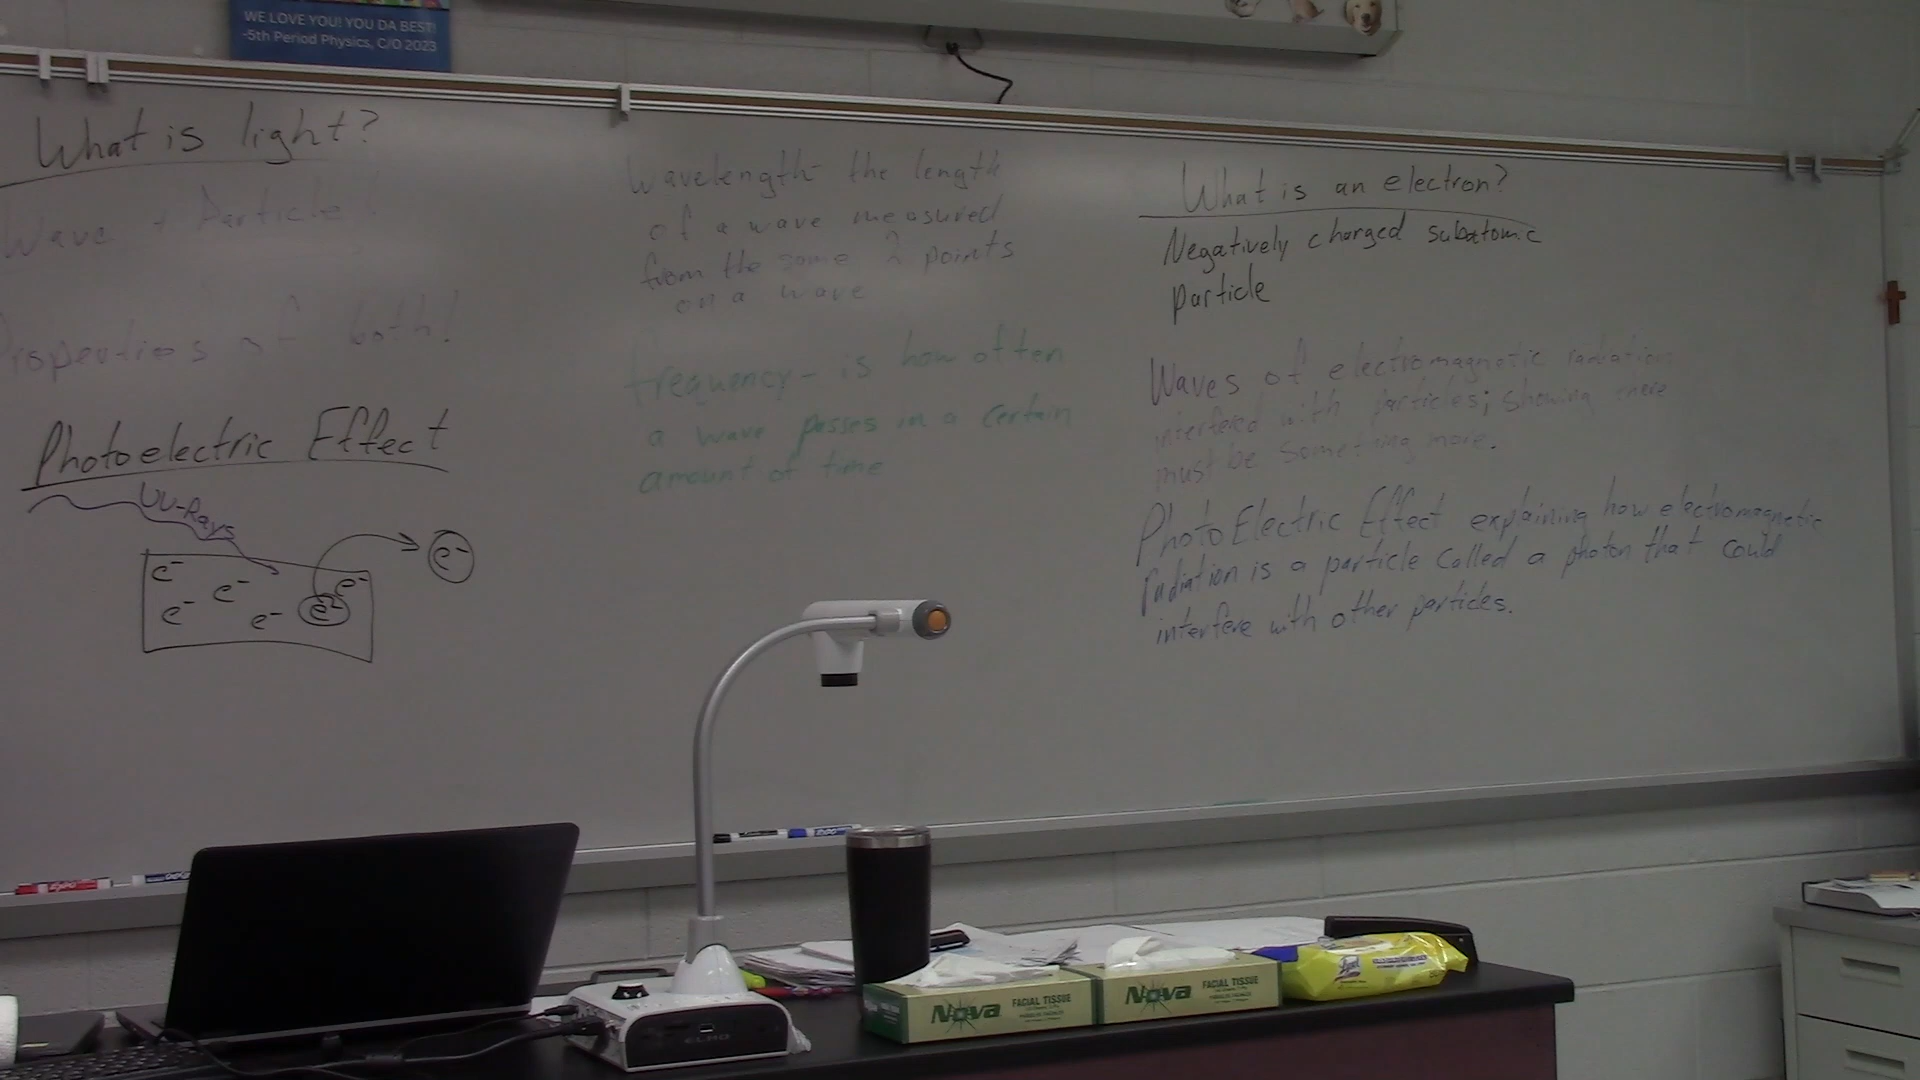 WE LOVE YOU! YOU DA BEST!
-5th Period Physics, C/O 2023
What is light?
Wave + Particle!
Properties of both!
Photoelectric Effect
UV-Rays
e-
e-
e-
e-
e-
e-
e-
Wavelength- the length
of a wave measured
from the same 2 points
on a wave
frequency- is how often
a wave passes in a certain
amount of time
What is an electron?
Negatively charged subatomic
particle
Waves of electromagnetic radiation
interfered with particles; showing there
must be something more.
PhotoElectric Effect explaining how electromagnetic
radiation is a particle called a photon that could
interfere with other particles.
EXPO
EXPO
ELMO
Nova
FACIAL TISSUE
Nova
FACIAL TISSUE
Lysol